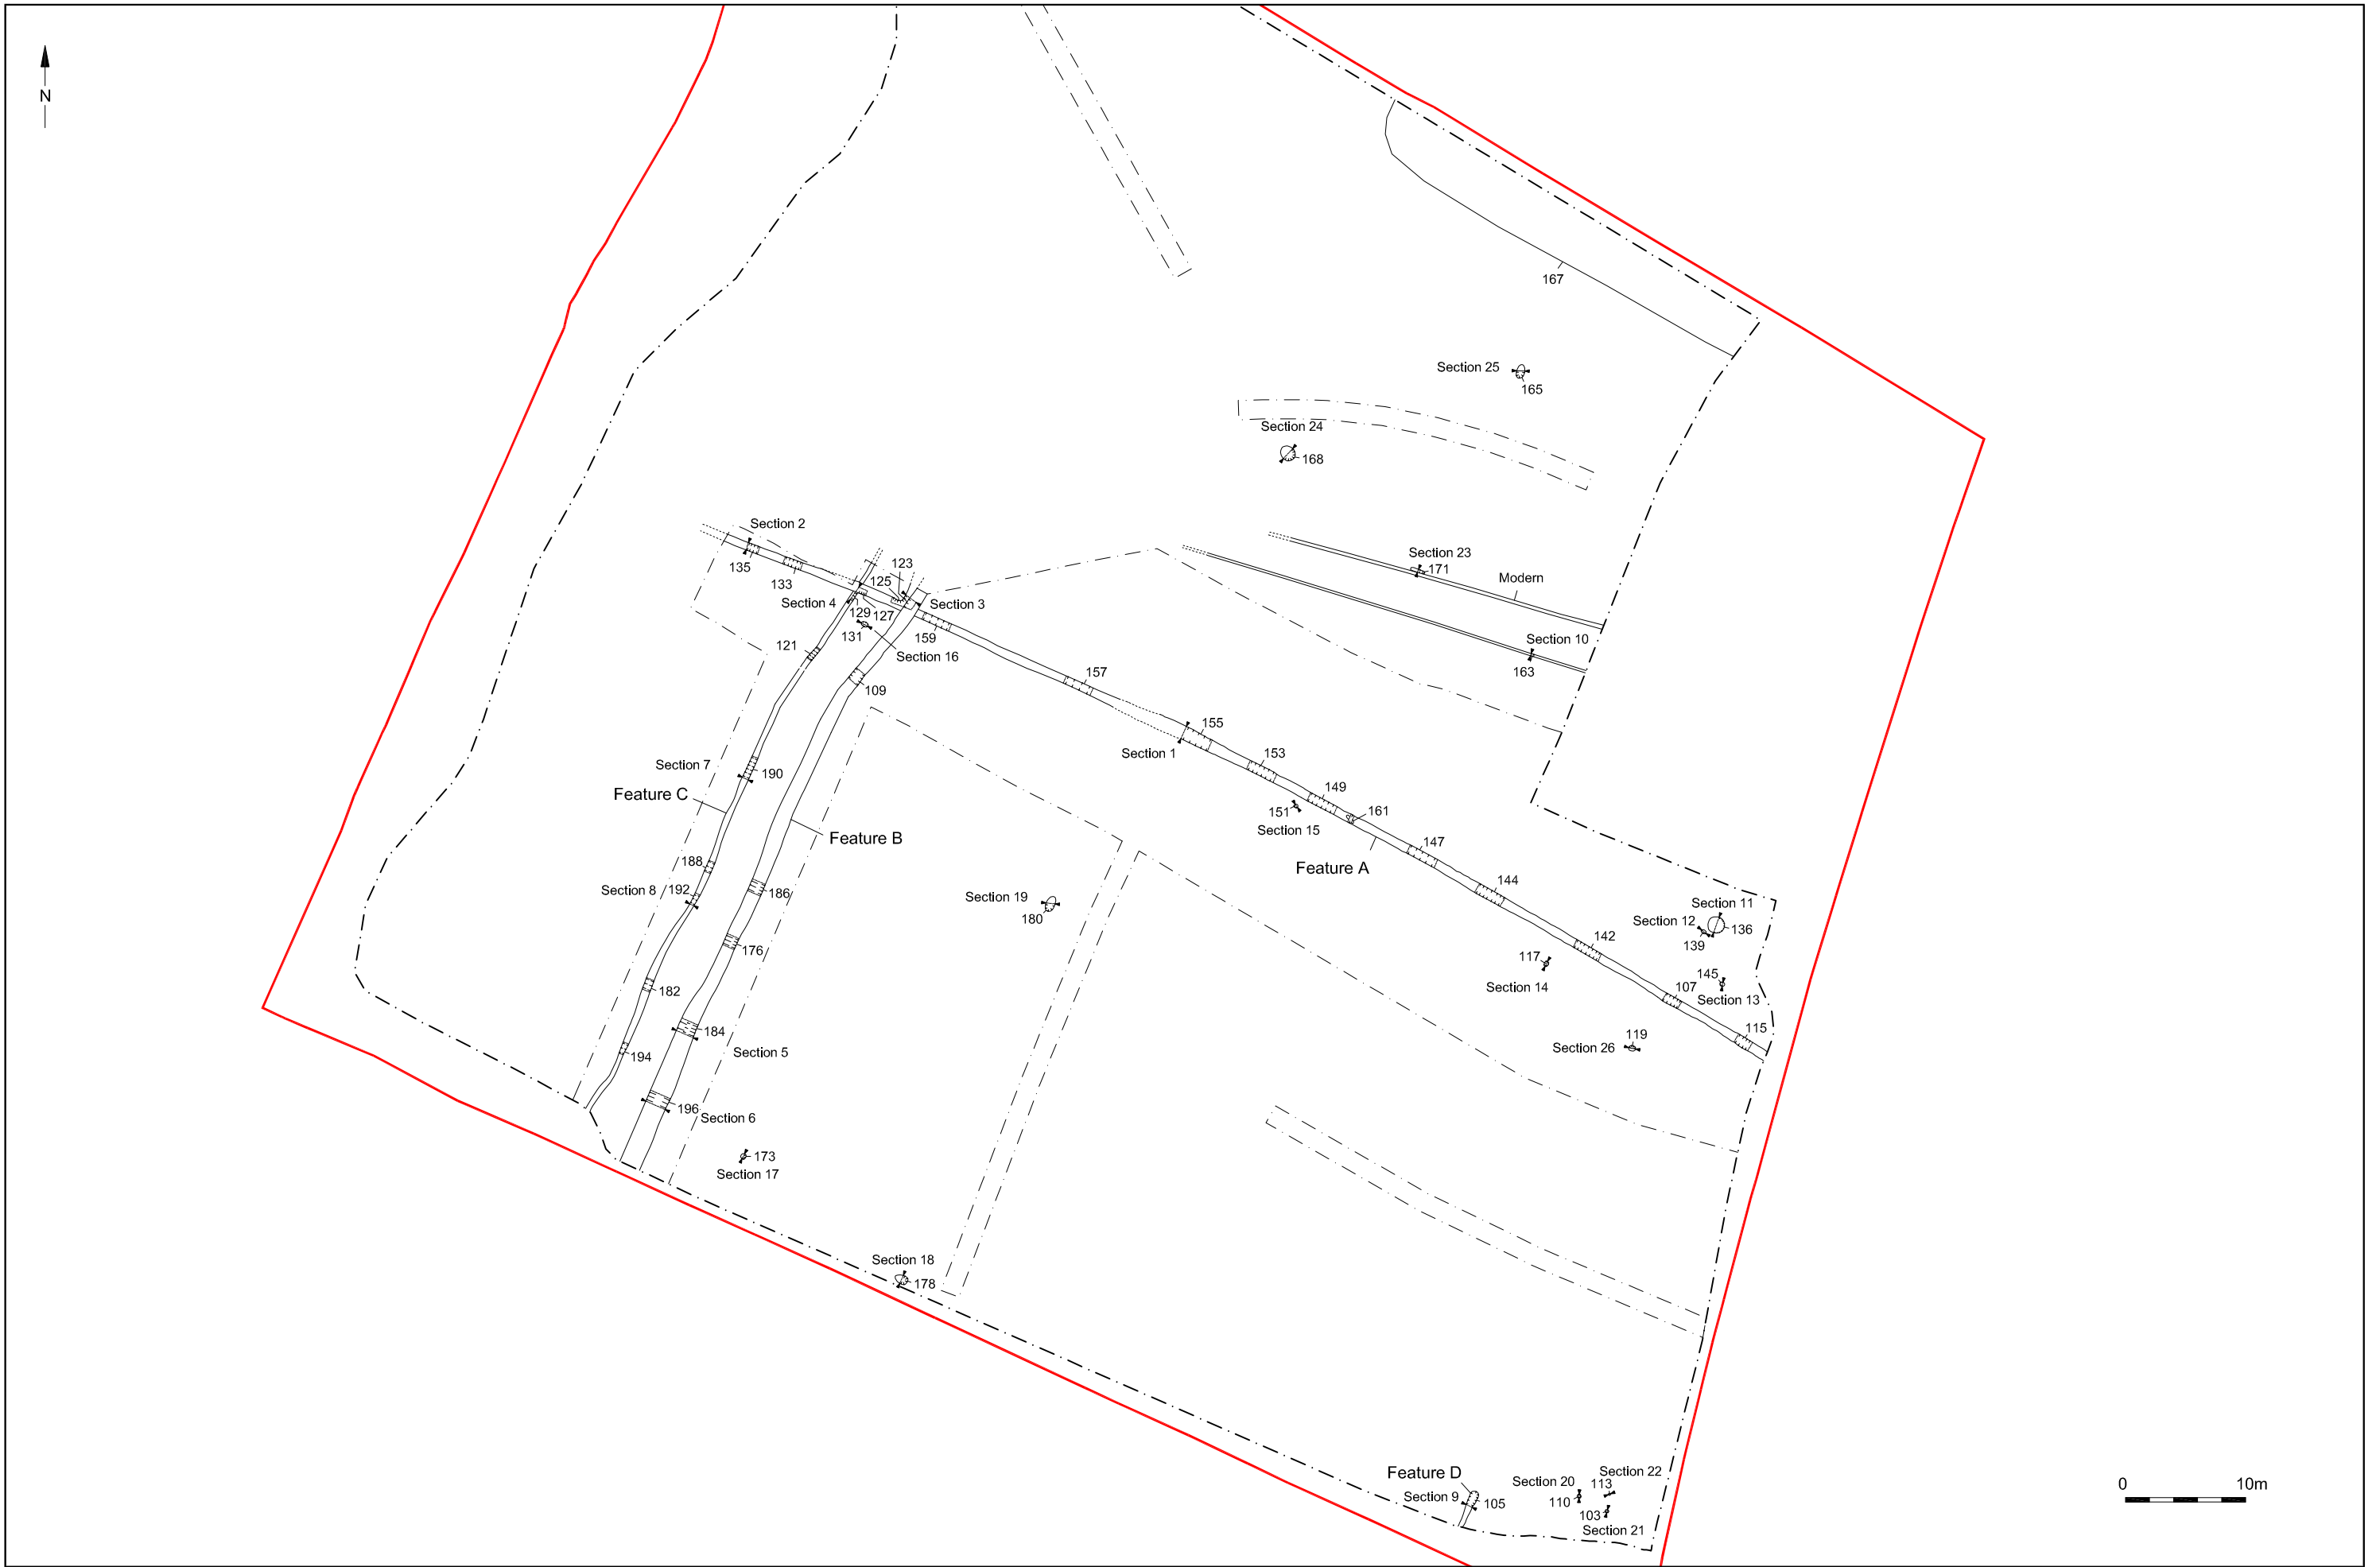 N
167
Section 25
165
Section 24
168
Section 2
135
133
123
125
Section 4
129
127
131
Section 3
159
Section 16
121
109
157
Section 23
171
Modern
Section 10
163
155
Section 1
153
149
151
161
Section 15
Feature A
147
144
142
Section 7
190
Feature C
Feature B
188
Section 8
192
186
176
182
184
194
Section 5
196
Section 6
173
Section 17
Section 19
180
Section 18
178
117
Section 14
Section 11
Section 12
136
139
145
Section 13
107
115
119
Section 26
Feature D
Section 9
105
Section 20
110
Section 22
113
103
Section 21
0 10m